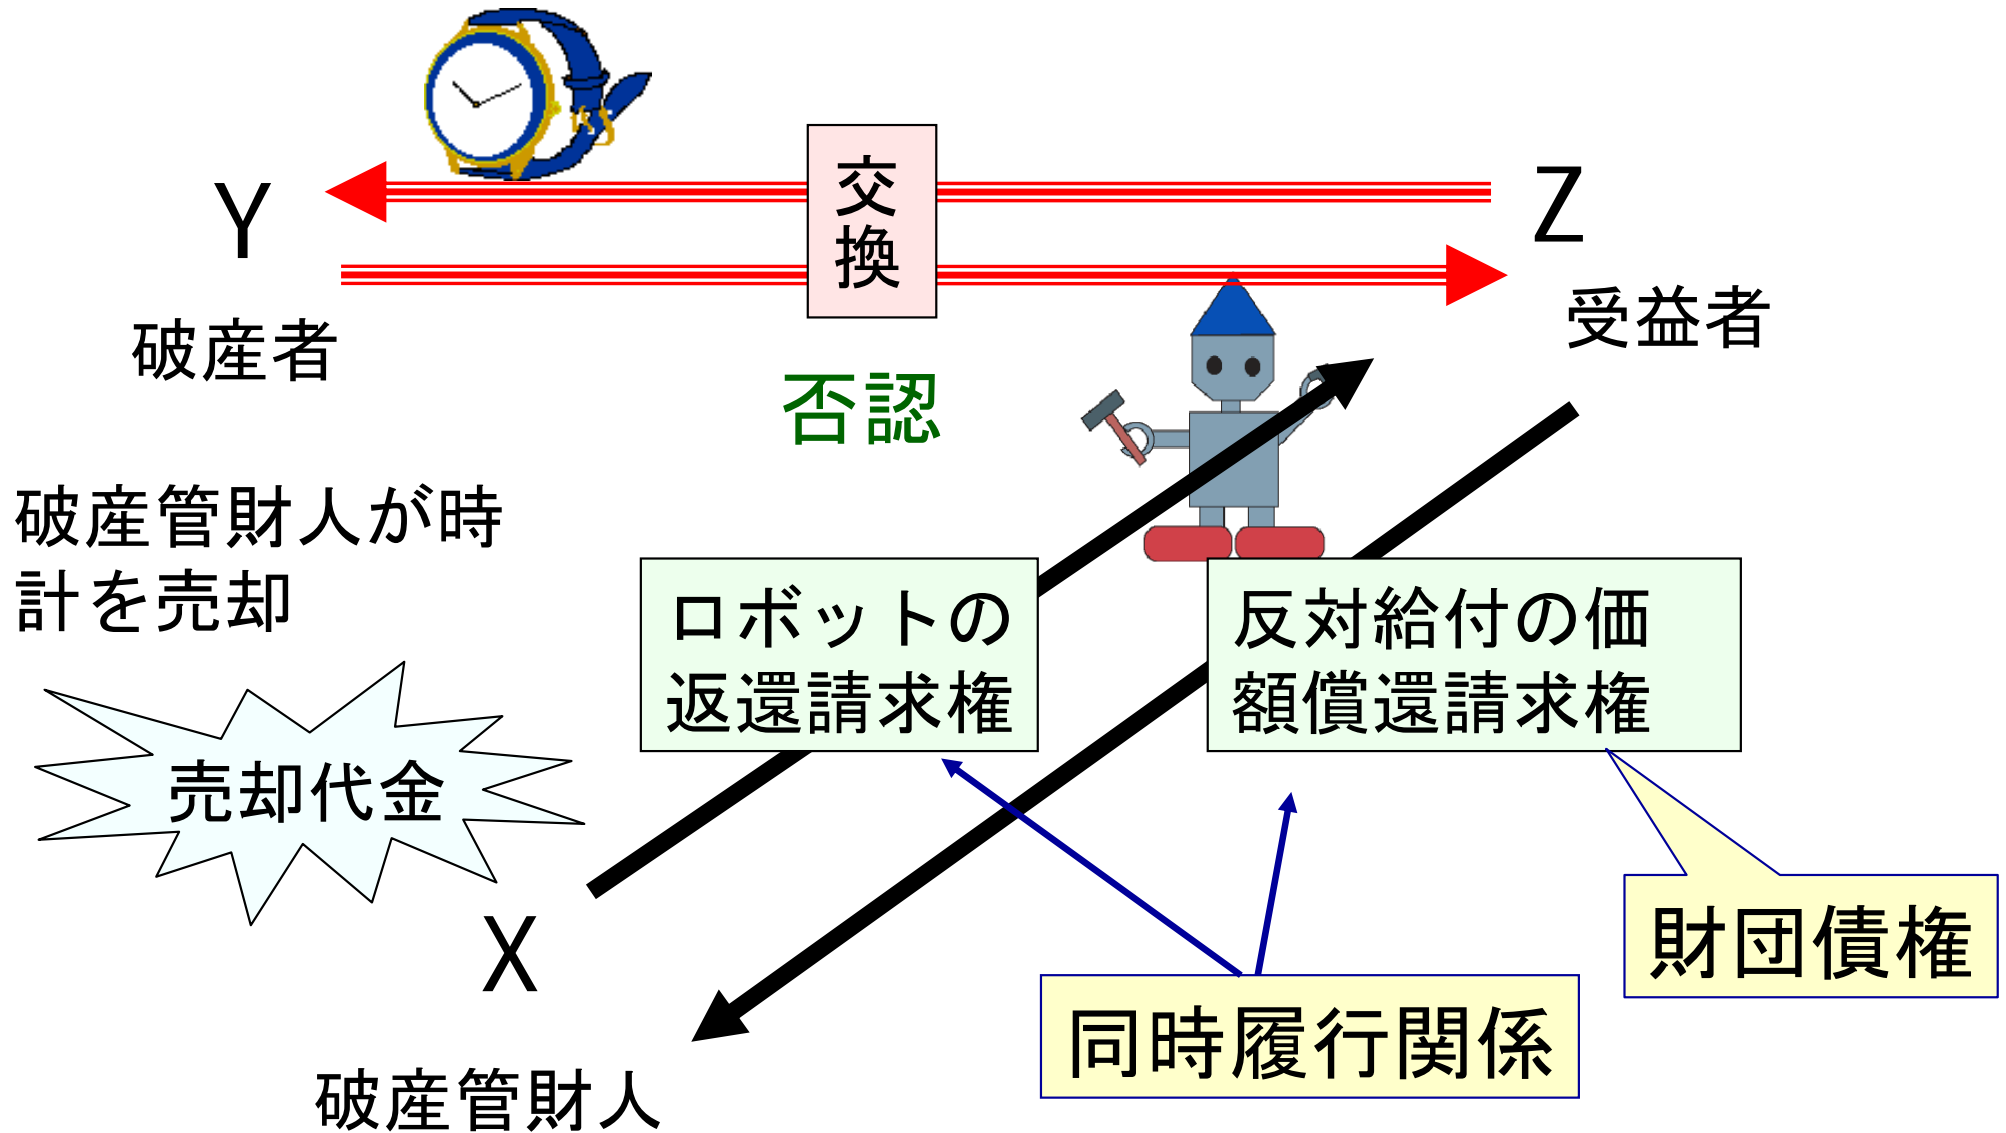 交
換
Y
Z
破産者
受益者
否認
破産管財人が時
計を売却
ロボットの
返還請求権
反対給付の価
額償還請求権
売却代金
財団債権
X
同時履行関係
破産管財人